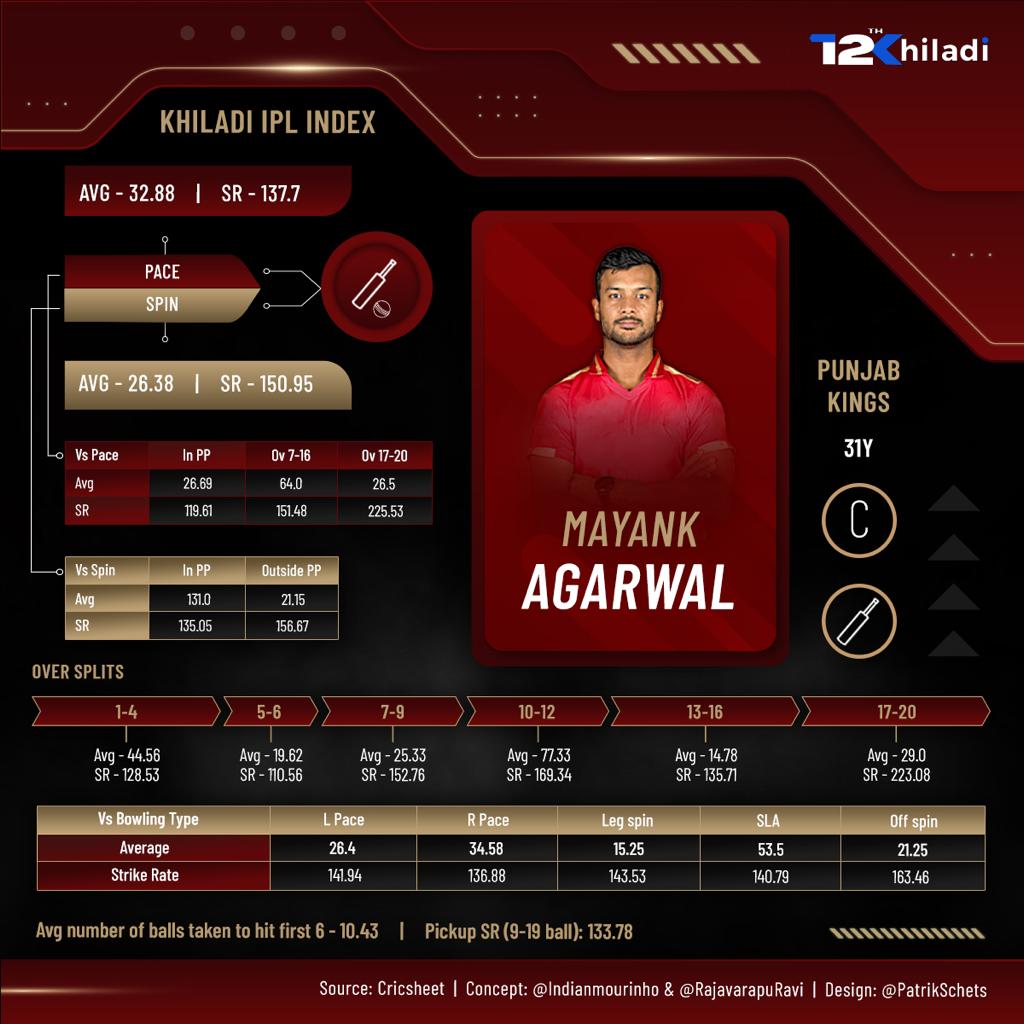 12THKhiladi
KHILADI IPL INDEX
AVG - 32.88 | SR - 137.7
PACE
SPIN
AVG - 26.38 | SR - 150.95
Vs Pace In PP Ov 7-16 Ov 17-20
Avg 26.69 64.0 26.5
SR 119.61 151.48 225.53
Vs Spin In PP Outside PP
Avg 131.0 21.15
SR 135.05 156.67
MAYANK
AGARWAL
PUNJAB
KINGS
31Y
C
OVER SPLITS
1-4 5-6 7-9 10-12 13-16 17-20
Avg - 44.56 Avg - 19.62 Avg - 25.33 Avg - 77.33 Avg - 14.78 Avg - 29.0
SR - 128.53 SR - 110.56 SR - 152.76 SR - 169.34 SR - 135.71 SR - 223.08
Vs Bowling Type L Pace R Pace Leg spin SLA Off spin
Average 26.4 34.58 15.25 53.5 21.25
Strike Rate 141.94 136.88 143.53 140.79 163.46
Avg number of balls taken to hit first 6 - 10.43 | Pickup SR (9-19 ball): 133.78
Source: Cricsheet | Concept: @Indianmourinho & @RajavarapuRavi | Design: @PatrikSchets